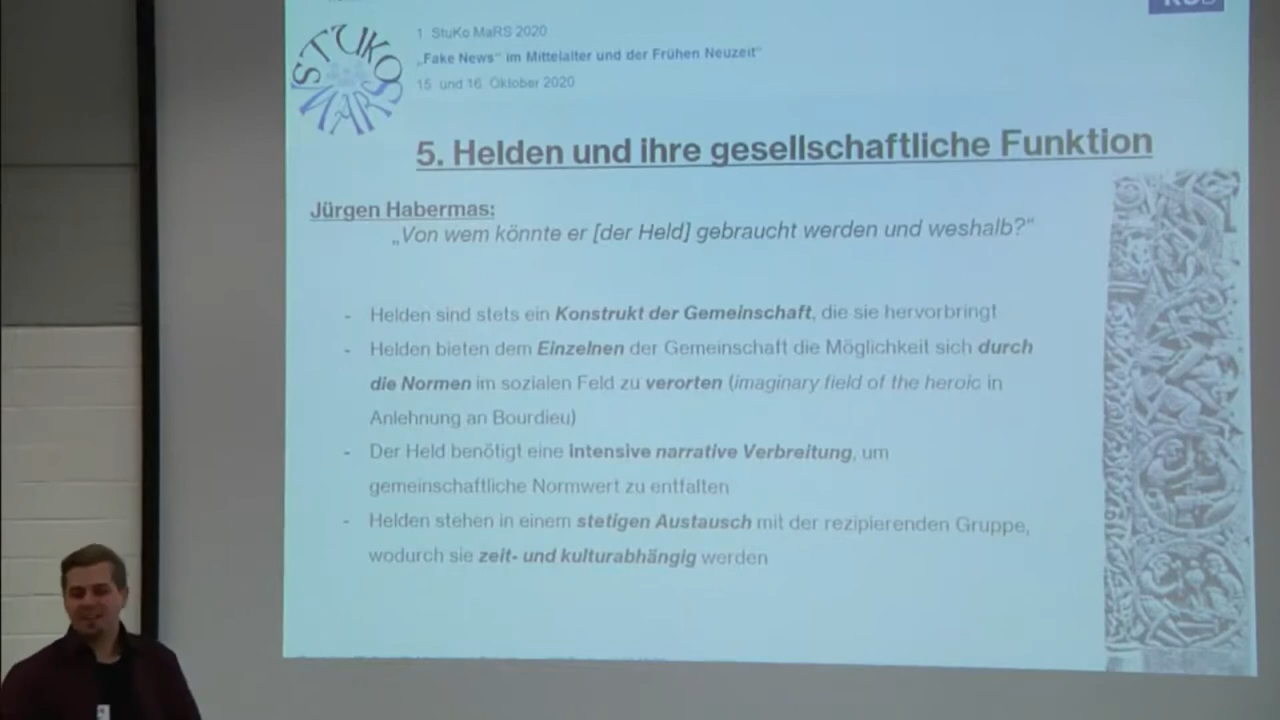 STUKO
MARS
1. StuKo MaRS 2020
„Fake News“ im Mittelalter und der Frühen Neuzeit“
15. und 16. Oktober 2020
5. Helden und ihre gesellschaftliche Funktion
Jürgen Habermas:
„Von wem könnte er [der Held] gebraucht werden und weshalb?“
- Helden sind stets ein Konstrukt der Gemeinschaft, die sie hervorbringt
- Helden bieten dem Einzelnen der Gemeinschaft die Möglichkeit sich durch
die Normen im sozialen Feld zu verorten (imaginary field of the heroic in
Anlehnung an Bourdieu)
- Der Held benötigt eine intensive narrative Verbreitung, um
gemeinschaftliche Normwert zu entfalten
- Helden stehen in einem stetigen Austausch mit der rezipierenden Gruppe,
wodurch sie zeit- und kulturabhängig werden